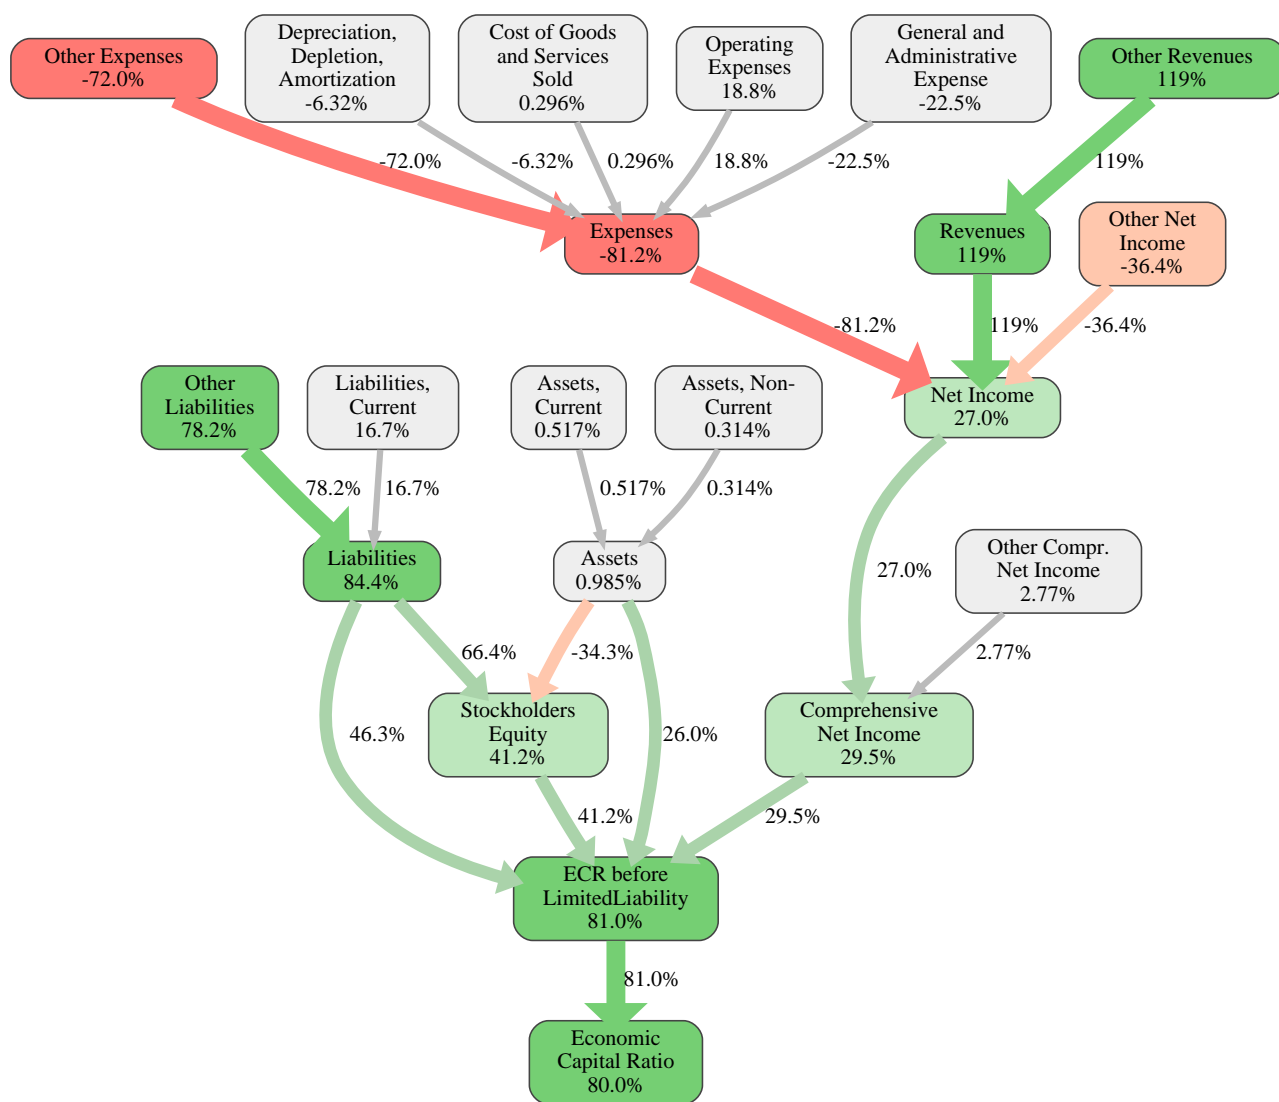 Other Expenses
-72.0%
Depreciation,
Depletion,
Amortization
-6.32%
Cost of Goods
and Services
Sold
0.296%
Operating
Expenses
18.8%
General and
Administrative
Expense
-22.5%
Other Revenues
119%
-72.0%
-6.32%
0.296%
18.8%
-22.5%
119%
Expenses
-81.2%
Revenues
119%
Other Net
Income
-36.4%
-81.2%
119%
-36.4%
Other
Liabilities
78.2%
Liabilities,
Current
16.7%
Assets,
Current
0.517%
Assets, Non-
Current
0.314%
Net Income
27.0%
78.2%
16.7%
0.517%
0.314%
Liabilities
84.4%
Assets
0.985%
27.0%
Other Compr.
Net Income
2.77%
66.4%
-34.3%
2.77%
46.3%
Stockholders
Equity
41.2%
26.0%
Comprehensive
Net Income
29.5%
41.2%
29.5%
ECR before
LimitedLiability
81.0%
81.0%
Economic
Capital Ratio
80.0%